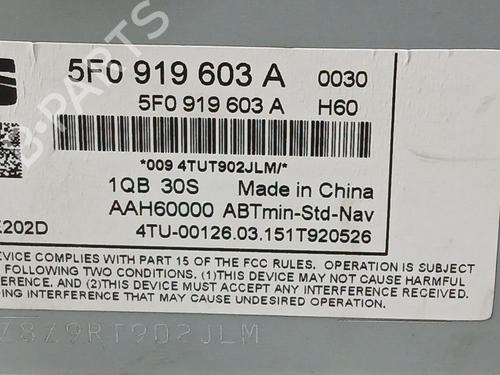 5F0 919 603 A 0030
5F0 919 603 A H60
*009 4TUT902JLM/*
1QB 30S Made in China
AAH60000 ABTmin-Std-Nav
E202D 4TU-00126.03.151T920526
DEVICE COMPLIES WITH PART 15 OF THE FCC RULES. OPERATION IS SUBJECT
FOLLOWING TWO CONDITIONS. (1)THIS DEVICE MAY NOT CAUSE HARMFUL
AND (2)THIS DEVICE MUST ACCEPT ANY INTERFERENCE RECEIVED,
INCLUDING INTERFERENCE THAT MAY CAUSE UNDESIRED OPERATION.
Z8Z9RT902JLM
B-PARTS